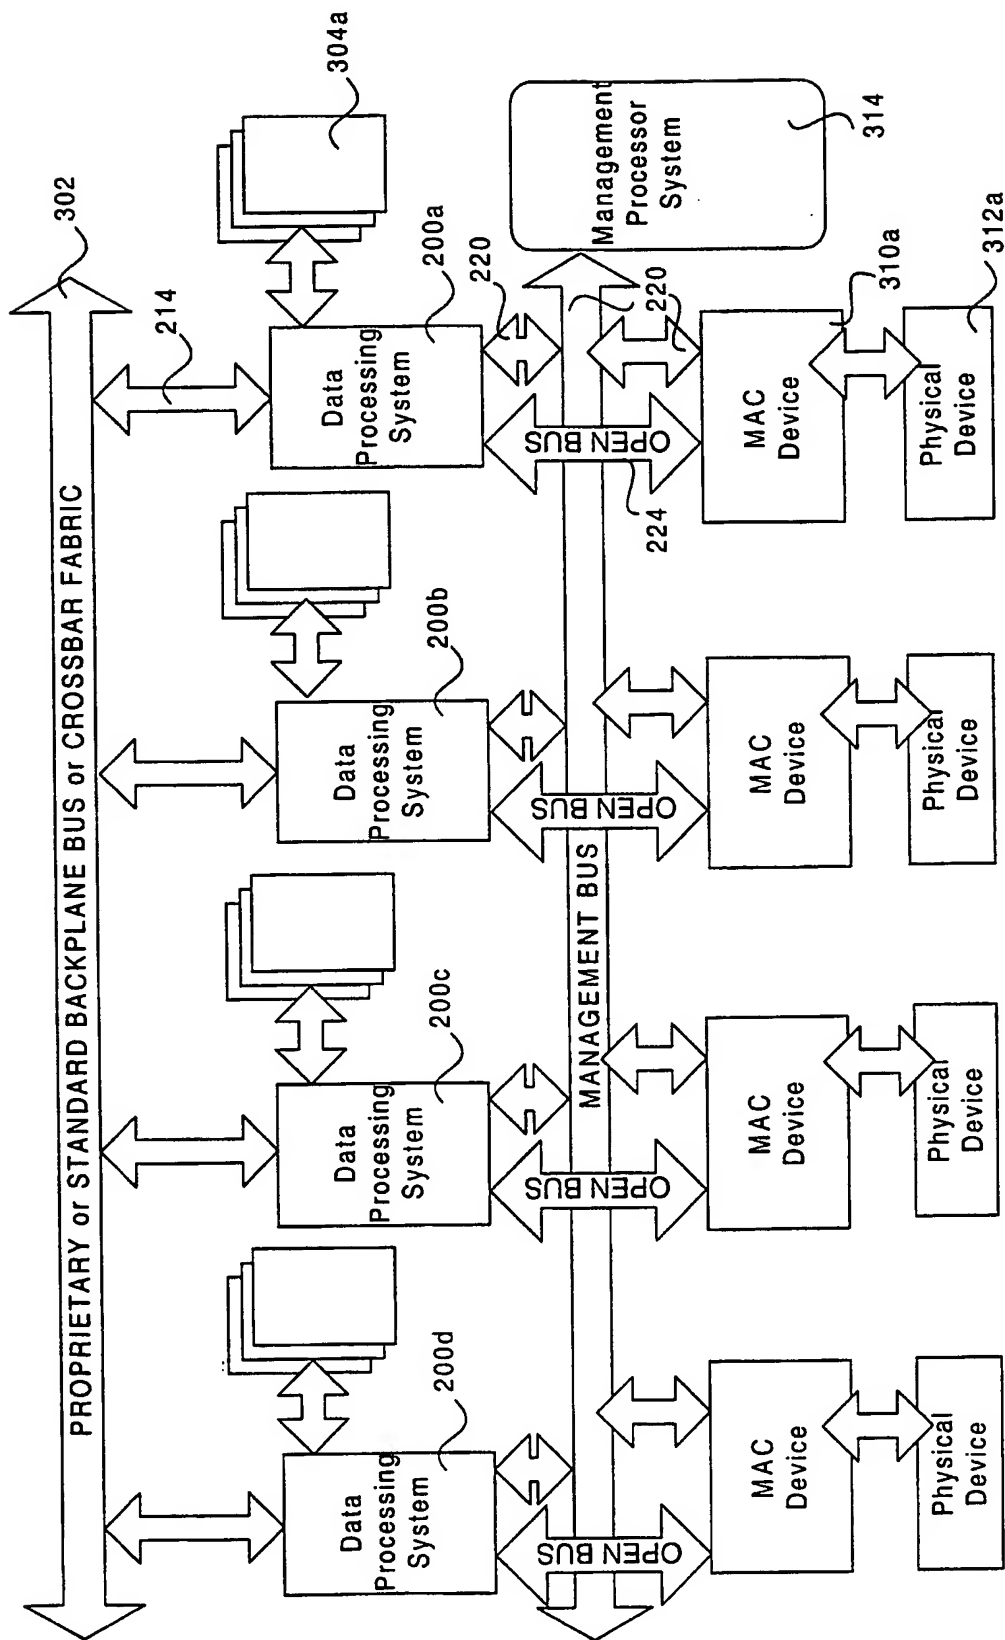 PROPRIETARY or STANDARD BACKPLANE BUS or CROSSBAR FABRIC
302
214
304a
Data
Processing
System
200d
Data
Processing
System
200c
Data
Processing
System
200b
Data
Processing
System
200a
220
OPEN BUS
OPEN BUS
OPEN BUS
OPEN BUS
MANAGEMENT BUS
224
220
Management
Processor
System
314
MAC
Device
MAC
Device
MAC
Device
MAC
Device
310a
Physical
Device
Physical
Device
Physical
Device
Physical
Device
312a